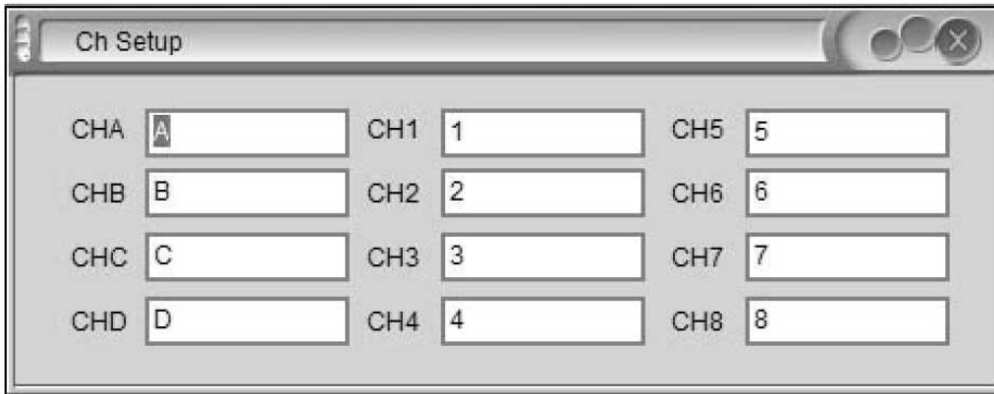 Ch Setup
CHA A CH1 1 CH5 5
CHB B CH2 2 CH6 6
CHC C CH3 3 CH7 7
CHD D CH4 4 CH8 8